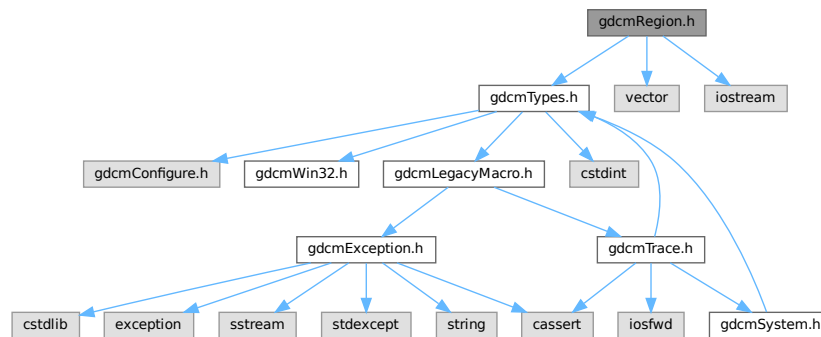 gdcmRegion.h
gdcmTypes.h
vector
iostream
gdcmConfigure.h
gdcmWin32.h
gdcmLegacyMacro.h
cstdint
gdcmException.h
gdcmTrace.h
cstdlib
exception
sstream
stdexcept
string
cassert
iosfwd
gdcmSystem.h